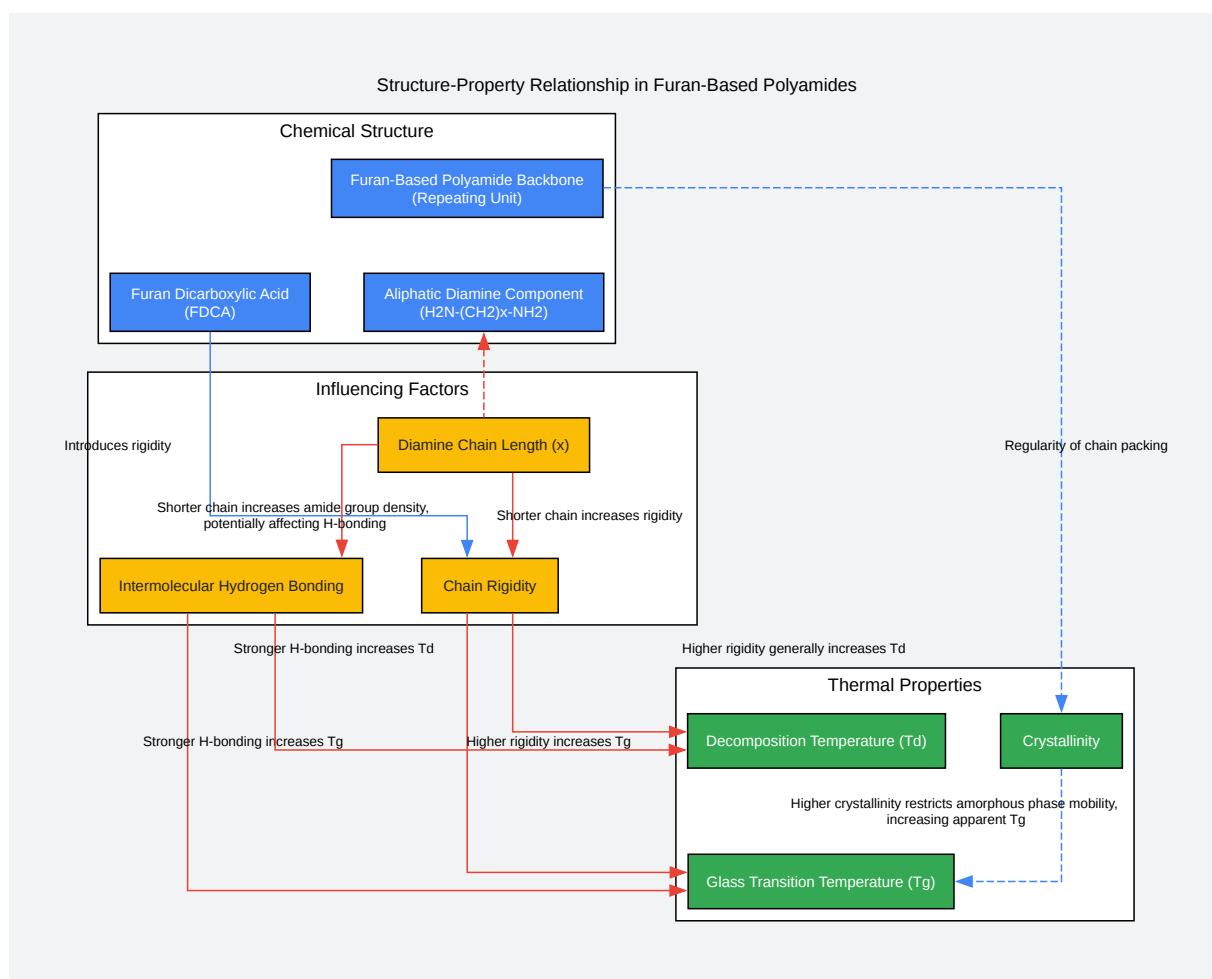 Structure-Property Relationship in Furan-Based Polyamides
Chemical Structure
Furan-Based Polyamide Backbone
(Repeating Unit)
Furan Dicarboxylic Acid
(FDCA)
Aliphatic Diamine Component
(H2N-(CH2)x-NH2)
Influencing Factors
Diamine Chain Length (x)
Introduces rigidity
Regularity of chain packing
Shorter chain increases amide group density,
potentially affecting H-bonding
Shorter chain increases rigidity
Intermolecular Hydrogen Bonding
Chain Rigidity
Stronger H-bonding increases Td
Higher rigidity generally increases Td
Thermal Properties
Stronger H-bonding increases Tg
Higher rigidity increases Tg
Decomposition Temperature (Td)
Crystallinity
Higher crystallinity restricts amorphous phase mobility,
increasing apparent Tg
Glass Transition Temperature (Tg)